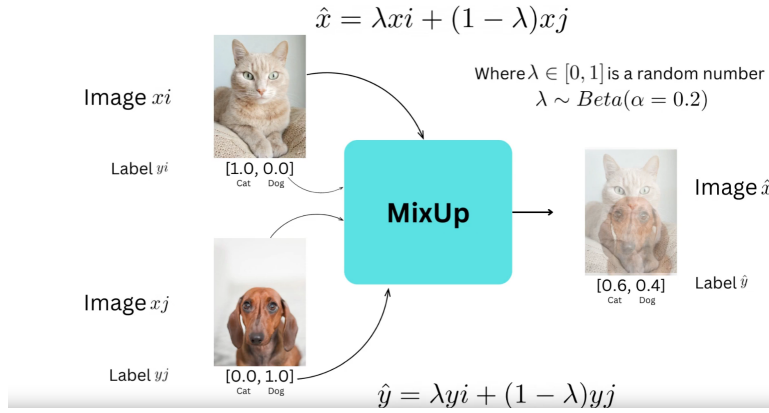 x̂ = λxi + (1 − λ)xj
Where λ ∈ [0, 1] is a random number
λ ∼ Beta(α = 0.2)
Image xi
Label yi
[1.0, 0.0]
Cat Dog
MixUp
Image x̂
[0.6, 0.4]
Cat Dog
Label ŷ
Image xj
Label yj
[0.0, 1.0]
Cat Dog
ŷ = λyi + (1 − λ)yj